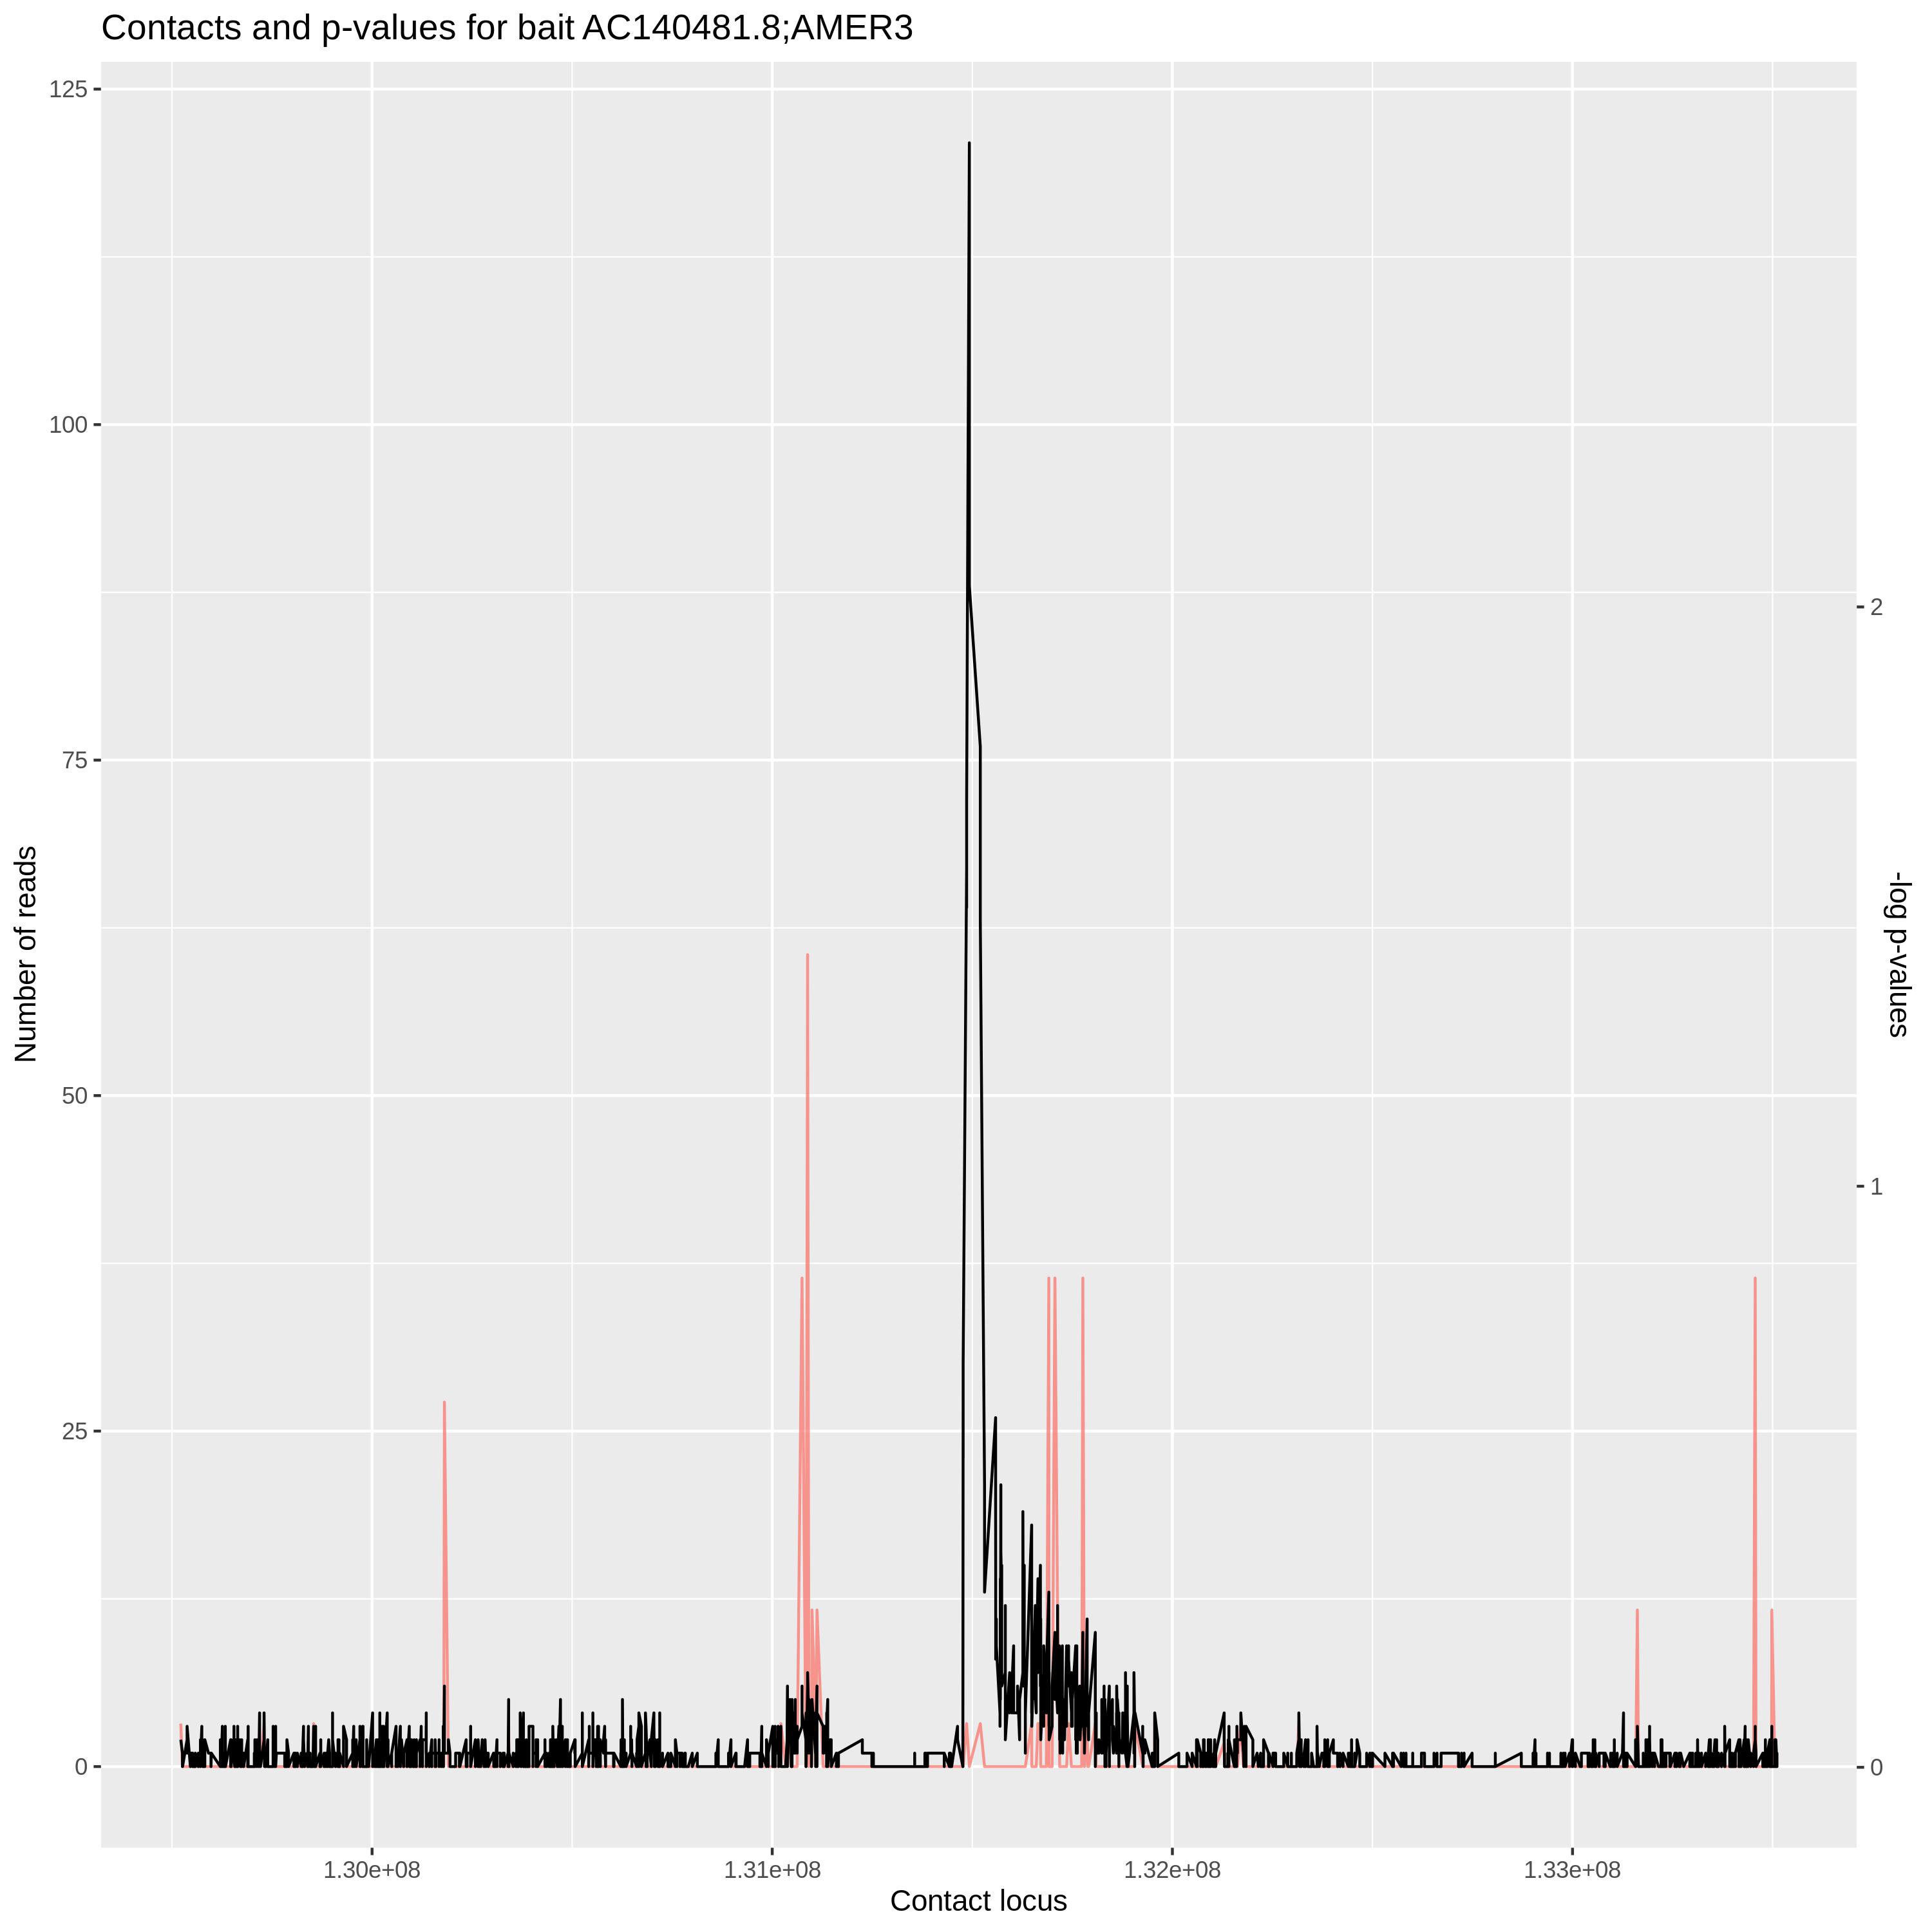 Contacts and p-values for bait AC140481.8;AMER3
125
100
75
50
25
0
Number of reads
2
1
0
-log p-values
1.30e+08
1.31e+08
1.32e+08
1.33e+08
Contact locus